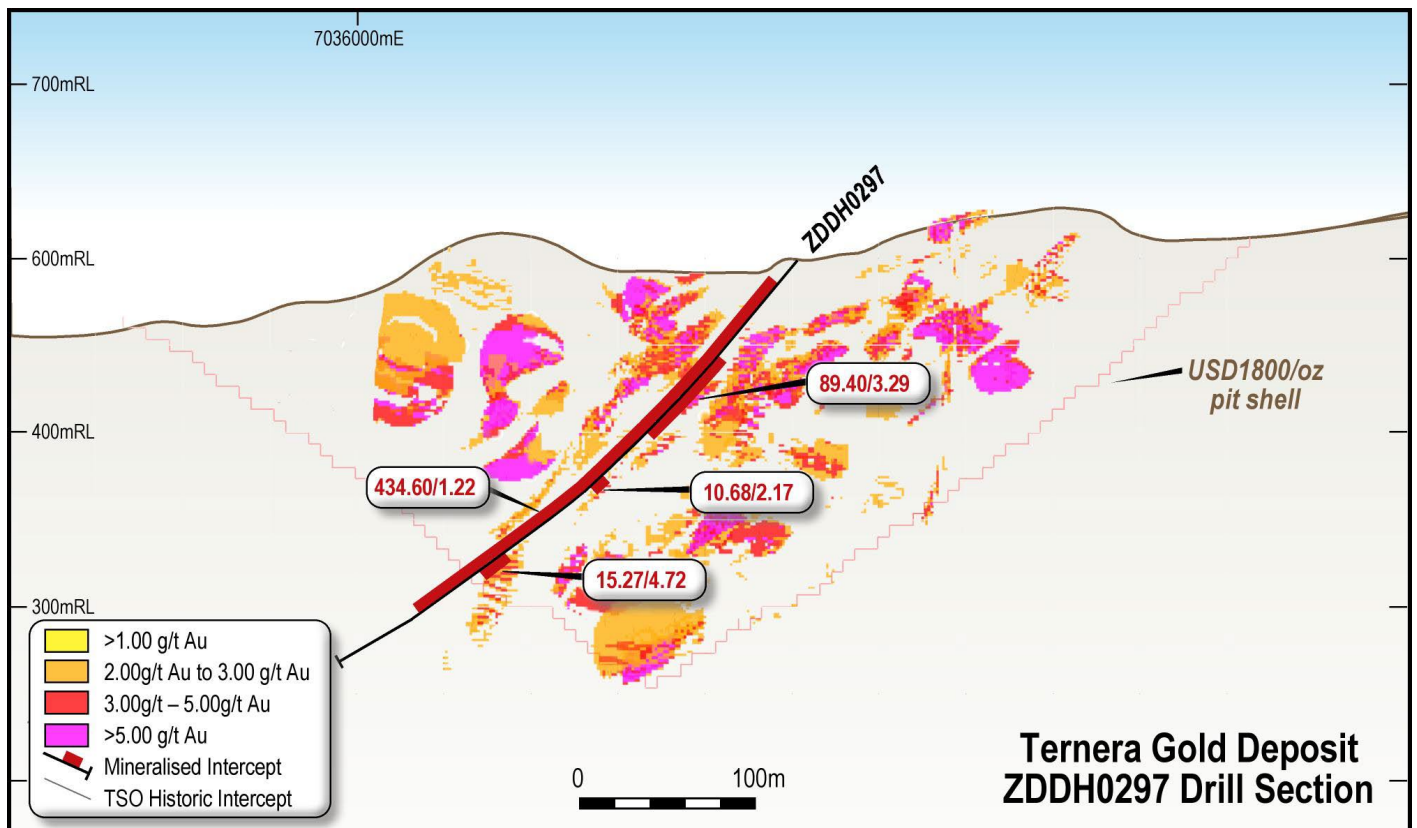 7036000mE
700mRL
ZDDH0297
600mRL
USD1800/oz
pit shell
89.40/3.29
400mRL
434.60/1.22
10.68/2.17
15.27/4.72
300mRL
>1.00 g/t Au
2.00g/t Au to 3.00 g/t Au
3.00g/t – 5.00g/t Au
>5.00 g/t Au
Mineralised Intercept
TSO Historic Intercept
0 100m
Ternera Gold Deposit
ZDDH0297 Drill Section